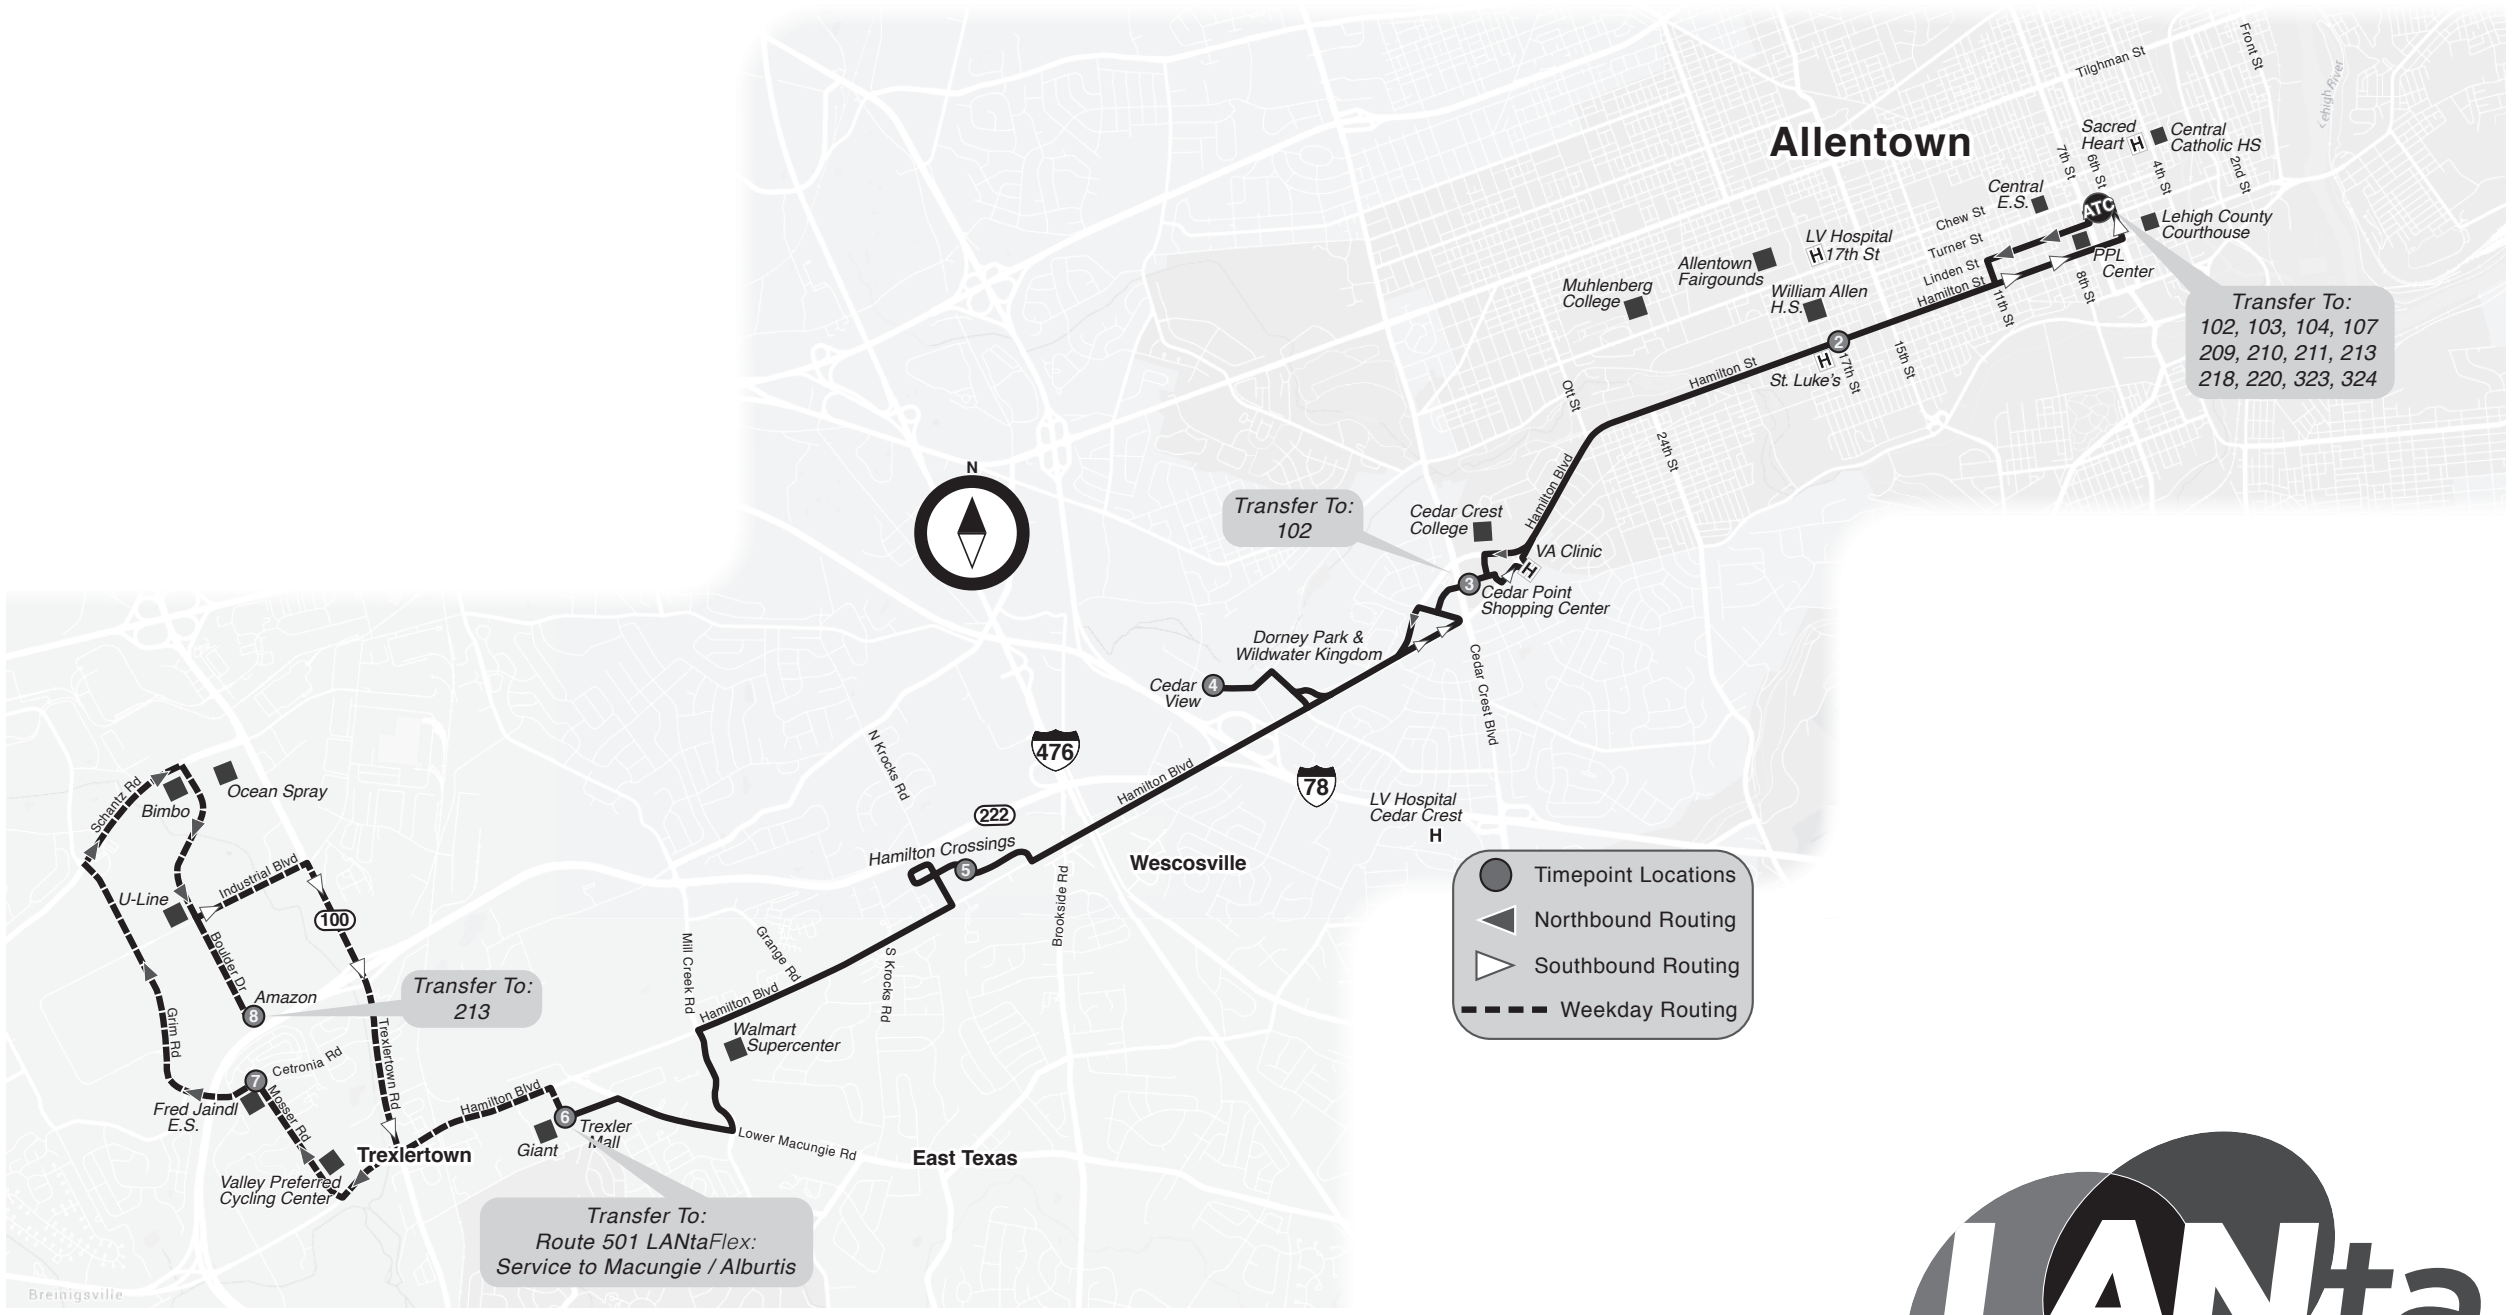 Tilghman St
Front St
Lehigh River
Allentown
Sacred
Heart
H
Central
Catholic HS
7th St
6th St
4th St
2nd St
Central
E.S.
ATC
Lehigh County
Courthouse
Chew St
Turner St
Linden St
Hamilton St
PPL
Center
8th St
11th St
LV Hospital
H 17th St
Allentown
Fairgounds
Muhlenberg
College
William Allen
H.S.
2
H
St. Luke's
17th St
15th St
Transfer To:
102, 103, 104, 107
209, 210, 211, 213
218, 220, 323, 324
Hamilton St
Ott St
24th St
Hamilton Blvd
N
Transfer To:
102
Cedar Crest
College
VA Clinic
H
3
Cedar Point
Shopping Center
Dorney Park &
Wildwater Kingdom
Cedar
View
4
Cedar Crest Blvd
476
78
N Krocks Rd
Hamilton Blvd
222
Hamilton Crossings
5
Wescosville
LV Hospital
Cedar Crest
H
Brookside Rd
Schantz Rd
Bimbo
Ocean Spray
Industrial Blvd
U-Line
100
Boulder Dr
Amazon
8
Transfer To:
213
Grim Rd
Trexlertown Rd
Mill Creek Rd
Grange Rd
S Krocks Rd
Hamilton Blvd
Walmart
Supercenter
7
Cetronia Rd
Mosser Rd
Fred Jaindl
E.S.
Hamilton Blvd
6
Trexler
Mall
Giant
Lower Macungie Rd
Trexlertown
East Texas
Valley Preferred
Cycling Center
Transfer To:
Route 501 LANtaFlex:
Service to Macungie / Alburtis
Breinigsville
Timepoint Locations
Northbound Routing
Southbound Routing
Weekday Routing
LANta